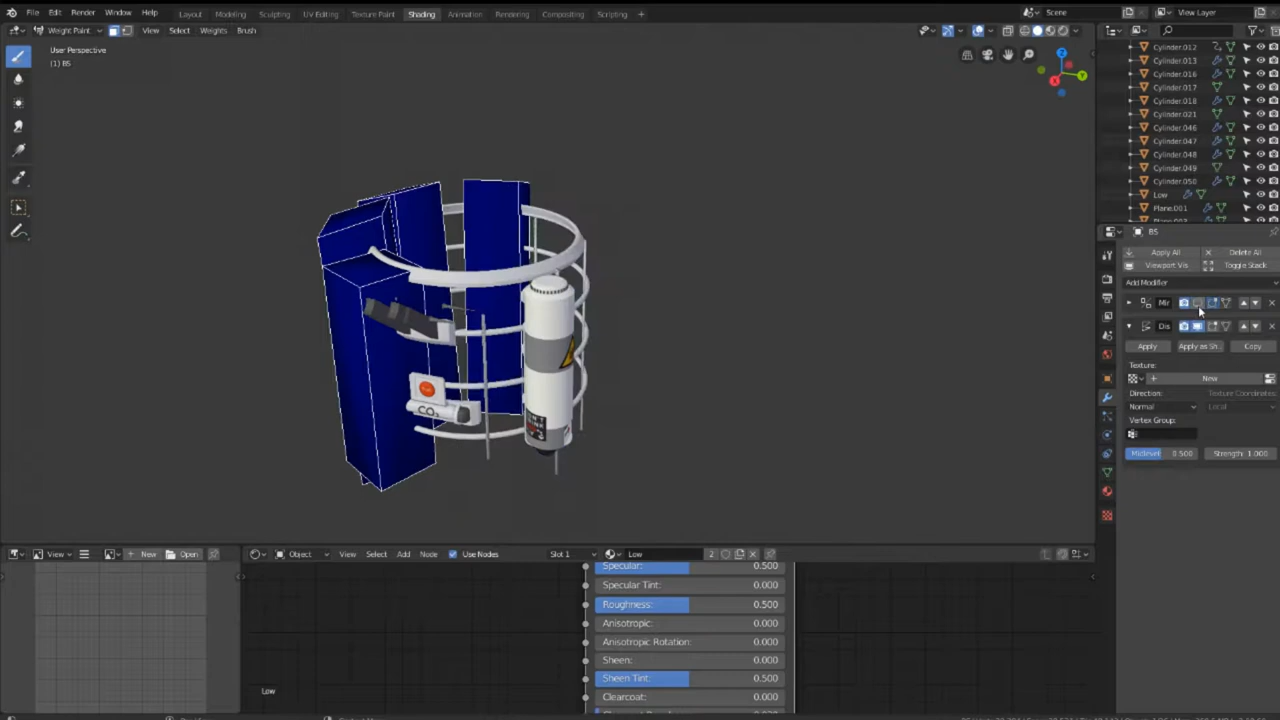 File Edit Render Window Help Layout Modeling Sculpting UV Editing Texture Paint Shading Animation Rendering Compositing Scripting + Scene View Layer
Weight Paint View Select Weights Brush
User Perspective
(1) BS
Z
Y
X
Cylinder.012
Cylinder.013
Cylinder.016
Cylinder.017
Cylinder.018
Cylinder.021
Cylinder.046
Cylinder.047
Cylinder.048
Cylinder.049
Cylinder.050
Low
Plane.001
BS
Apply All Delete All
Viewport Vis Toggle Stack
Add Modifier
Mir
Dis
Apply Apply as Sh.. Copy
Texture:
New
Direction: Texture Coordinates:
Normal Local
Vertex Group:
Midlevel 0.500 Strength: 1.000
CO₂
View New Open Object View Select Add Node Use Nodes Slot 1 Low 2
Specular: 0.500
Specular Tint: 0.000
Roughness: 0.500
Anisotropic: 0.000
Anisotropic Rotation: 0.000
Sheen: 0.000
Sheen Tint: 0.500
Clearcoat: 0.000
Low